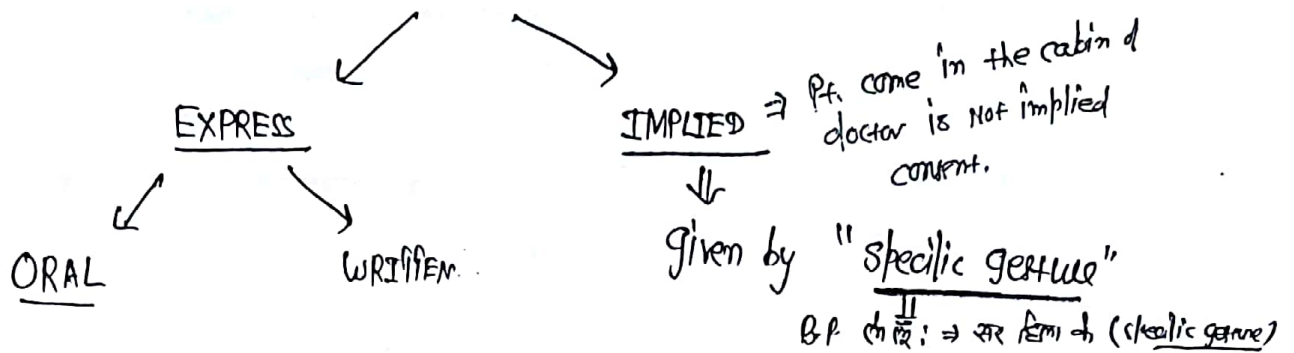 EXPRESS
IMPLIED ⇒ Pt. come in the cabin of
doctor is Not implied
consent.
ORAL
WRITTEN
given by "specific gesture"
B.P. ⇒ सर हिला के (specific gesture)